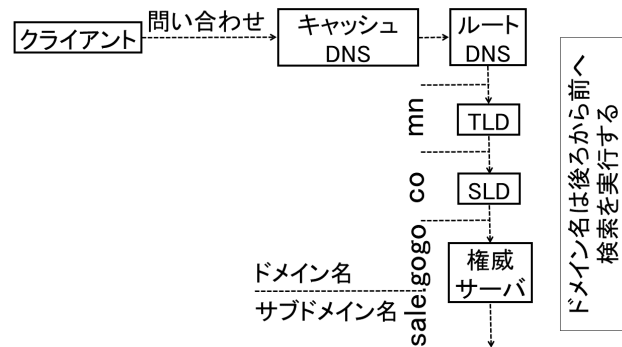 クライアント
問い合わせ
キャッシュ
DNS
ルート
DNS
mn
TLD
co
SLD
sale.gogo
権威
サーバ
ドメイン名
サブドメイン名
ドメイン名は後ろから前へ
検索を実行する